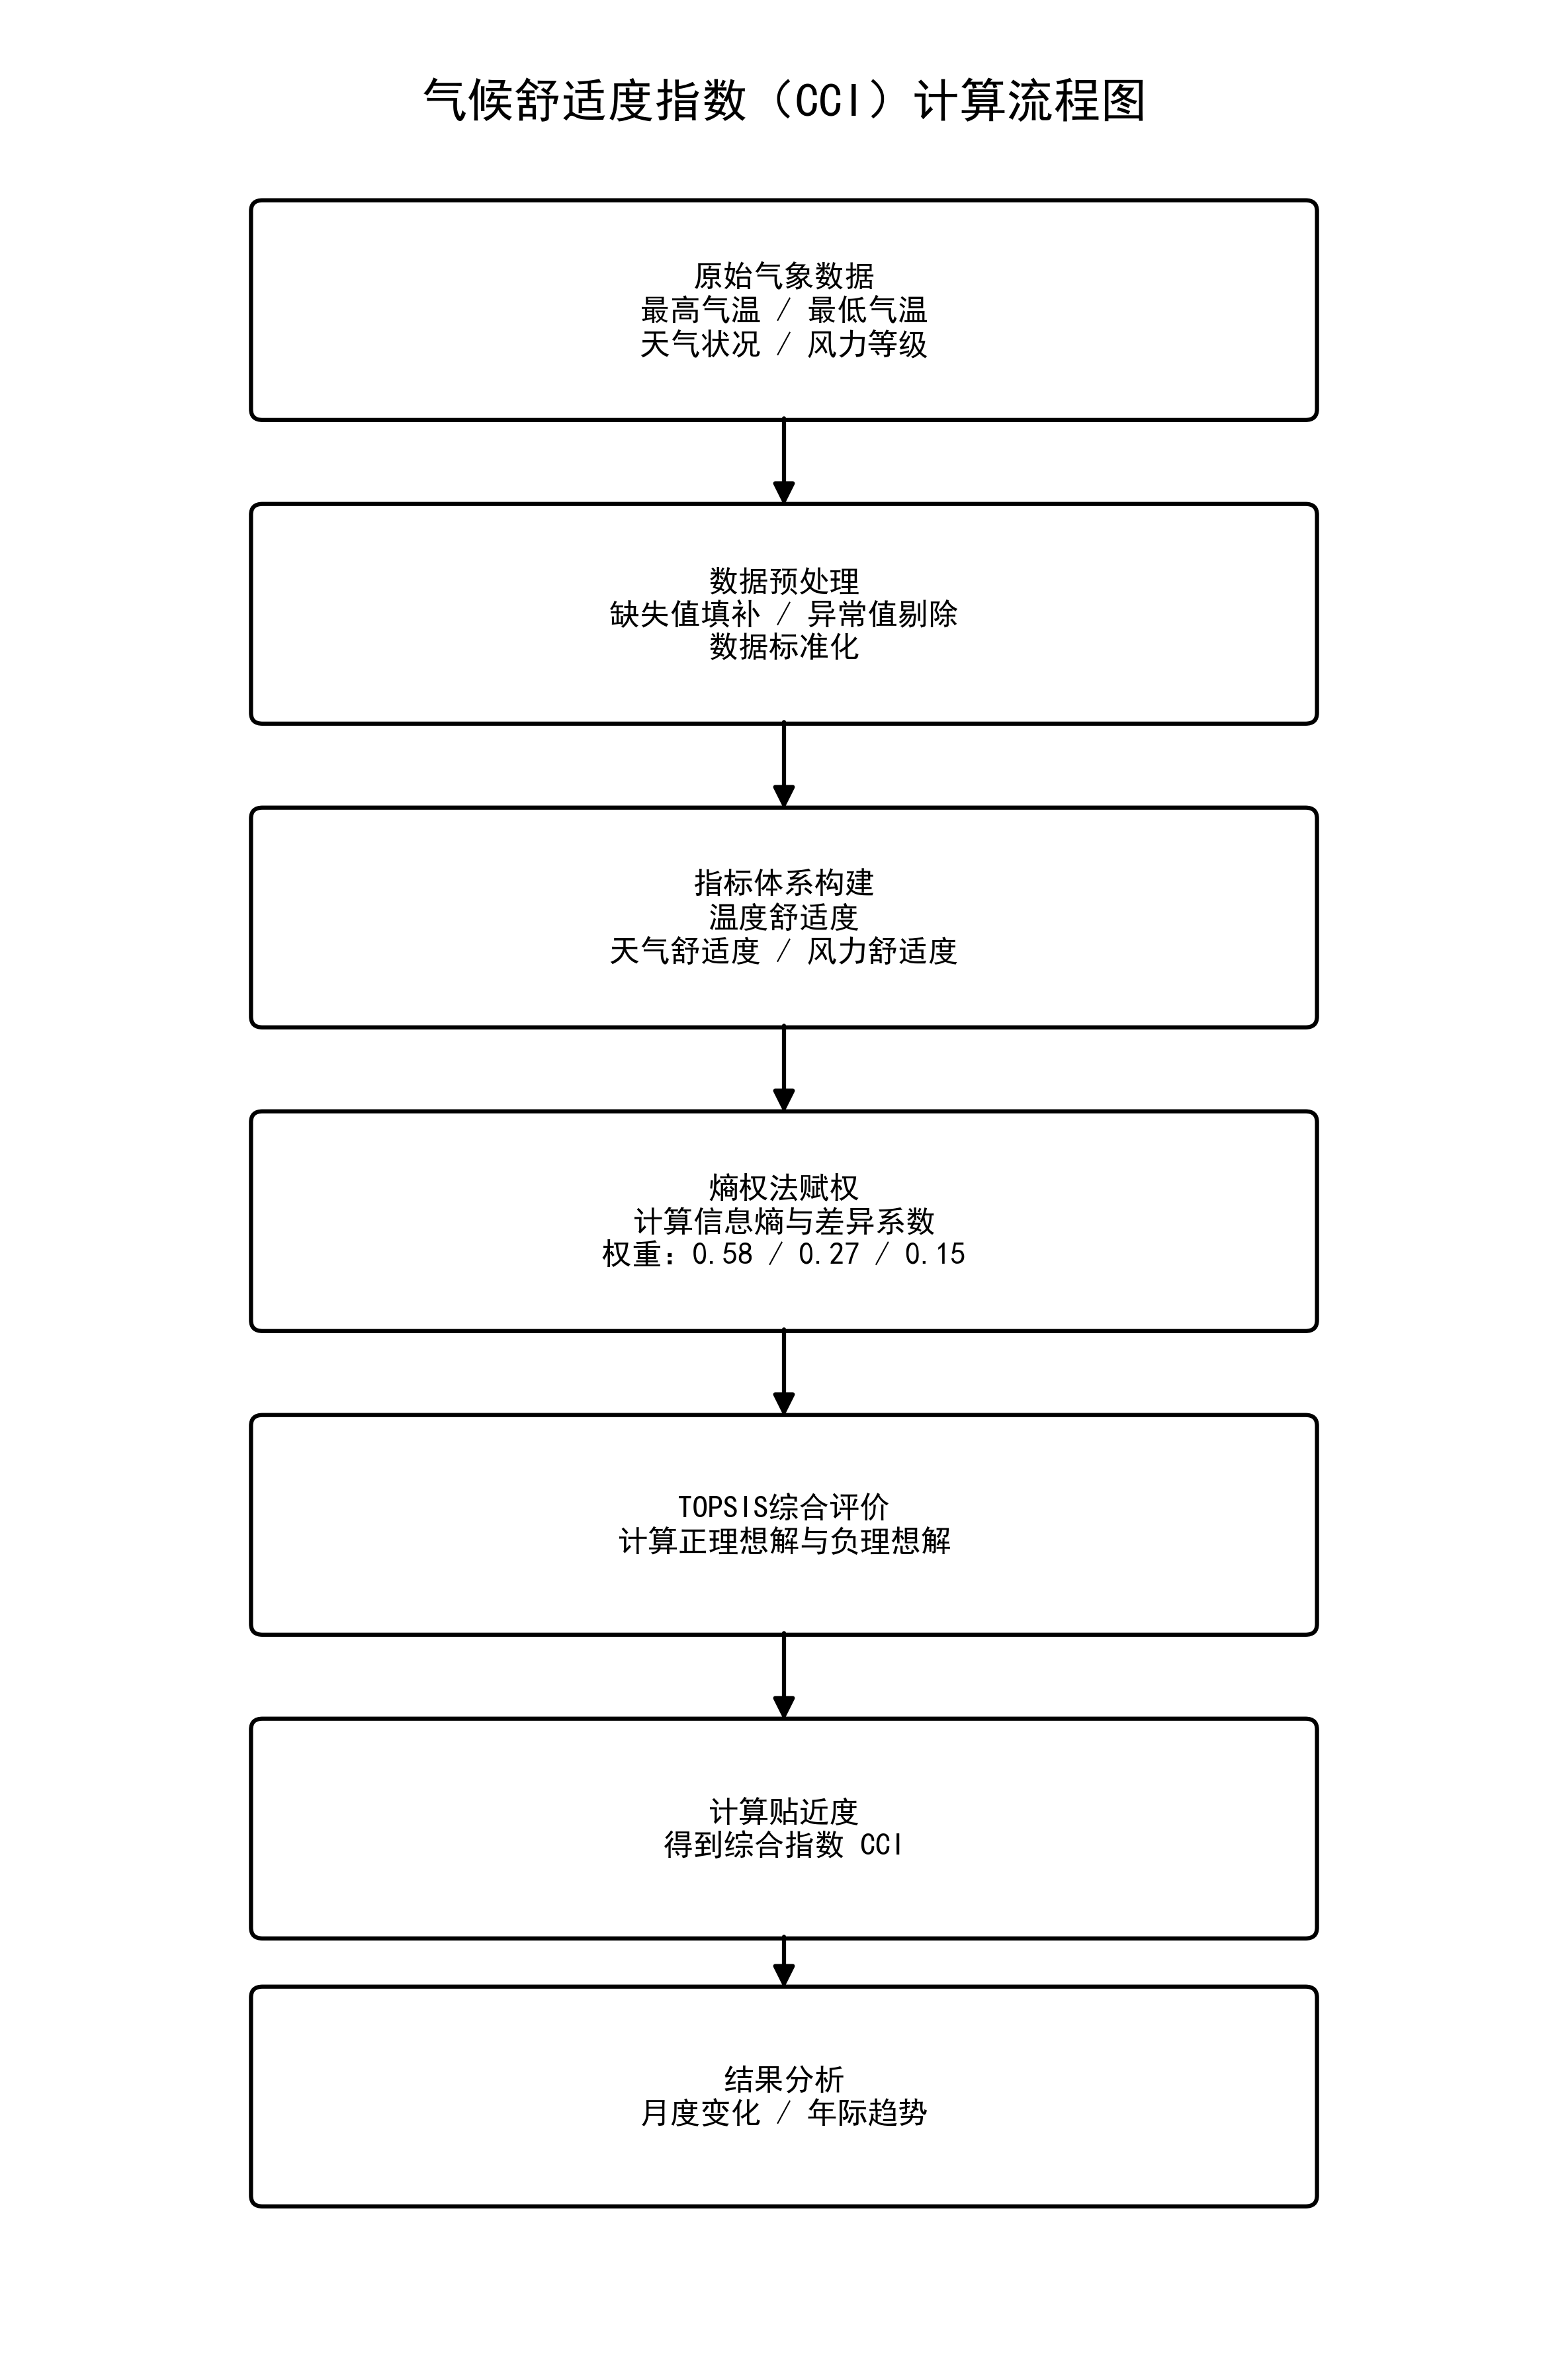 气候舒适度指数（CCI）计算流程图
原始气象数据
最高气温 / 最低气温
天气状况 / 风力等级
数据预处理
缺失值填补 / 异常值剔除
数据标准化
指标体系构建
温度舒适度
天气舒适度 / 风力舒适度
熵权法赋权
计算信息熵与差异系数
权重: 0.58 / 0.27 / 0.15
TOPSIS综合评价
计算正理想解与负理想解
计算贴近度
得到综合指数 CCI
结果分析
月度变化 / 年际趋势